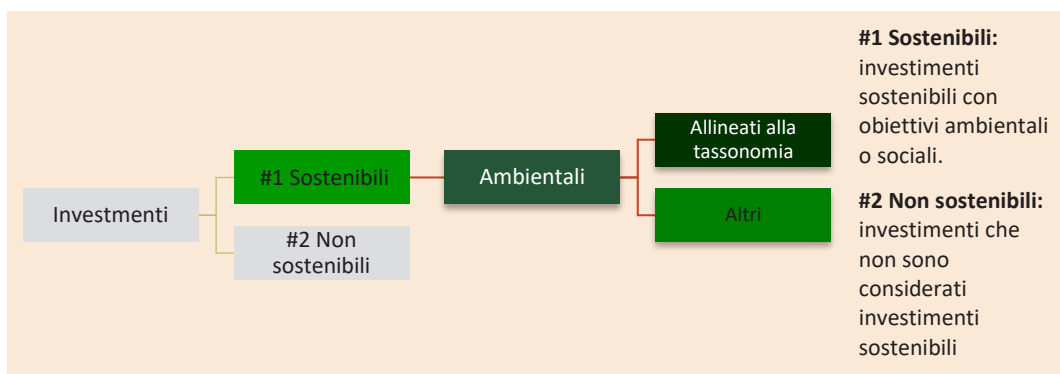 Investmenti
#1 Sostenibili
#2 Non
sostenibili
Ambientali
Allineati alla
tassonomia
Altri
#1 Sostenibili:
investimenti
sostenibili con
obiettivi ambientali
o sociali.
#2 Non sostenibili:
investimenti che
non sono
considerati
investimenti
sostenibili